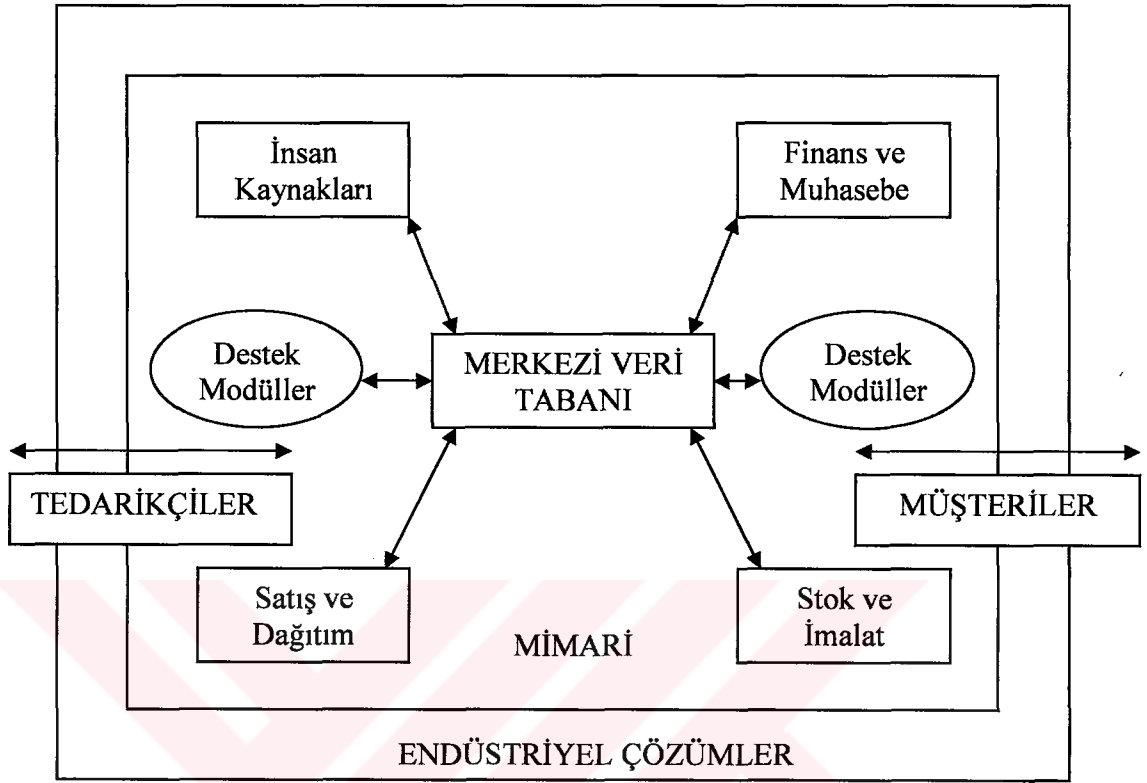 İnsan
Kaynakları
Finans ve
Muhasebe
Destek
Modüller
MERKEZİ VERİ
TABANI
Destek
Modüller
TEDARİKÇİLER
MÜŞTERİLER
Satış ve
Dağıtım
MİMARİ
Stok ve
İmalat
ENDÜSTRİYEL ÇÖZÜMLER